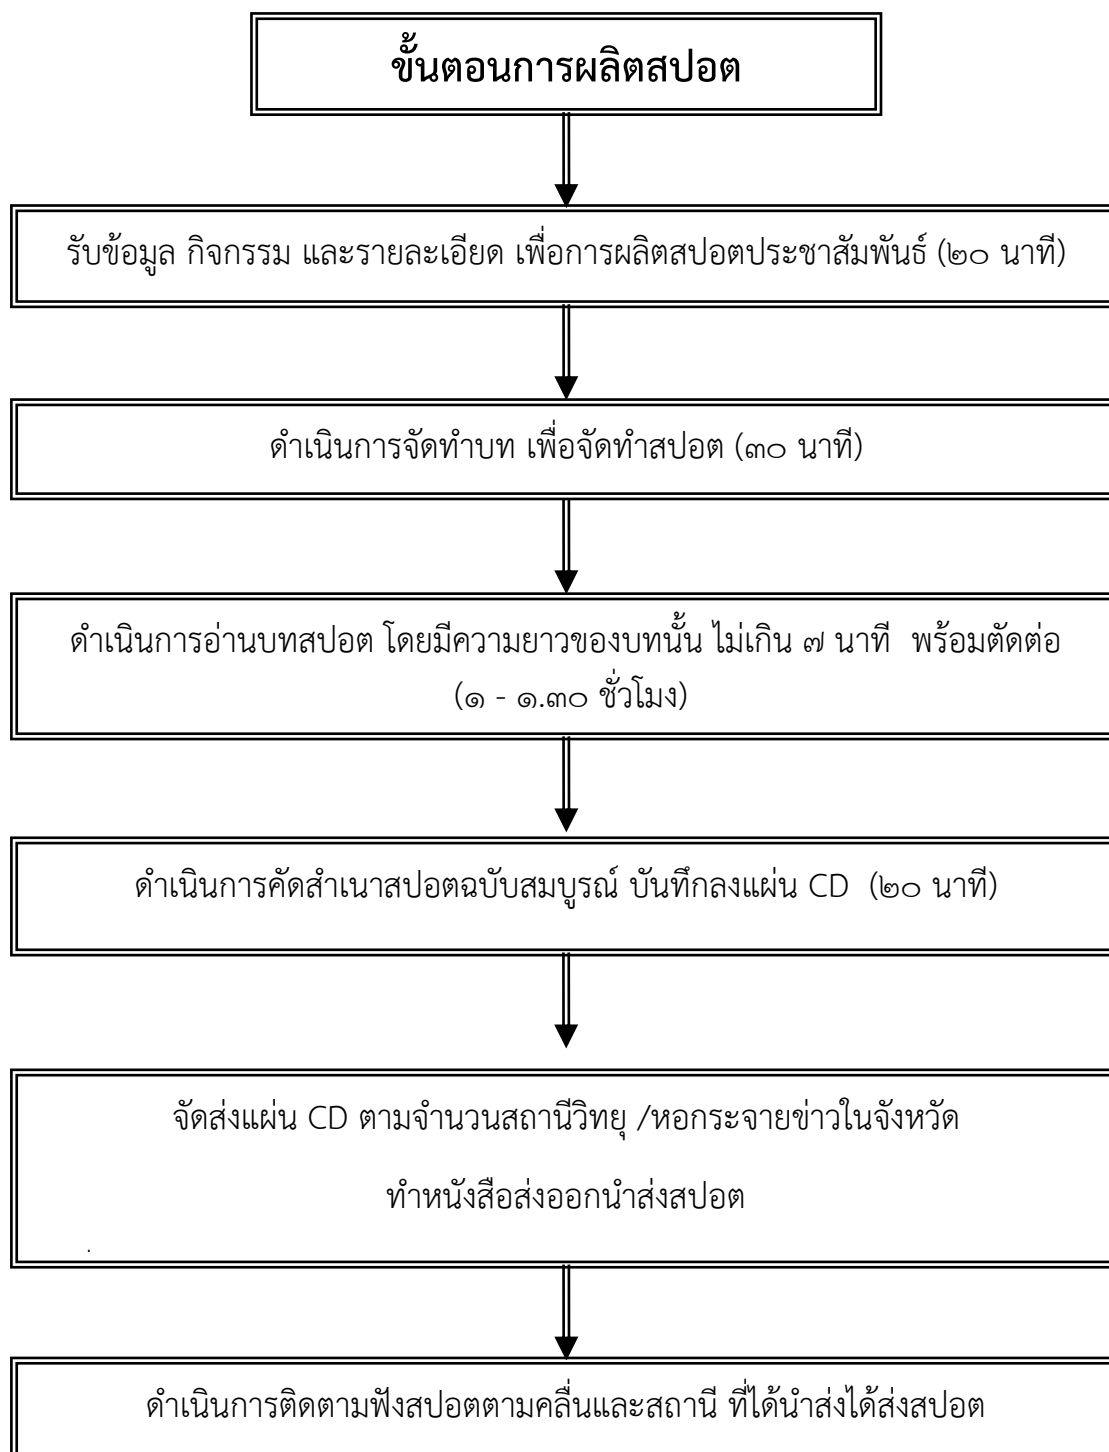 ขั้นตอนการผลิตสปอต
รับข้อมูล กิจกรรม และรายละเอียด เพื่อการผลิตสปอตประชาสัมพันธ์ (๒๐ นาที)
ดำเนินการจัดทำบท เพื่อจัดทำสปอต (๓๐ นาที)
ดำเนินการอ่านบทสปอต โดยมีความยาวของบทนั้น ไม่เกิน ๗ นาที พร้อมตัดต่อ
(๑ - ๑.๓๐ ชั่วโมง)
ดำเนินการคัดสำเนาสปอตฉบับสมบูรณ์ บันทึกลงแผ่น CD (๒๐ นาที)
จัดส่งแผ่น CD ตามจำนวนสถานีวิทยุ /หอกระจายข่าวในจังหวัด
ทำหนังสือส่งออกนำส่งสปอต
.
ดำเนินการติดตามฟังสปอตตามคลื่นและสถานี ที่ได้นำส่งได้ส่งสปอต